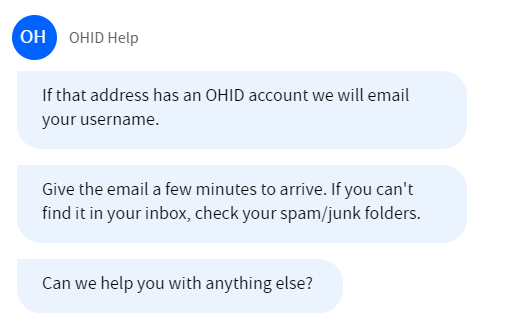 OH OHID Help
If that address has an OHID account we will email
your username.
Give the email a few minutes to arrive. If you can't
find it in your inbox, check your spam/junk folders.
Can we help you with anything else?